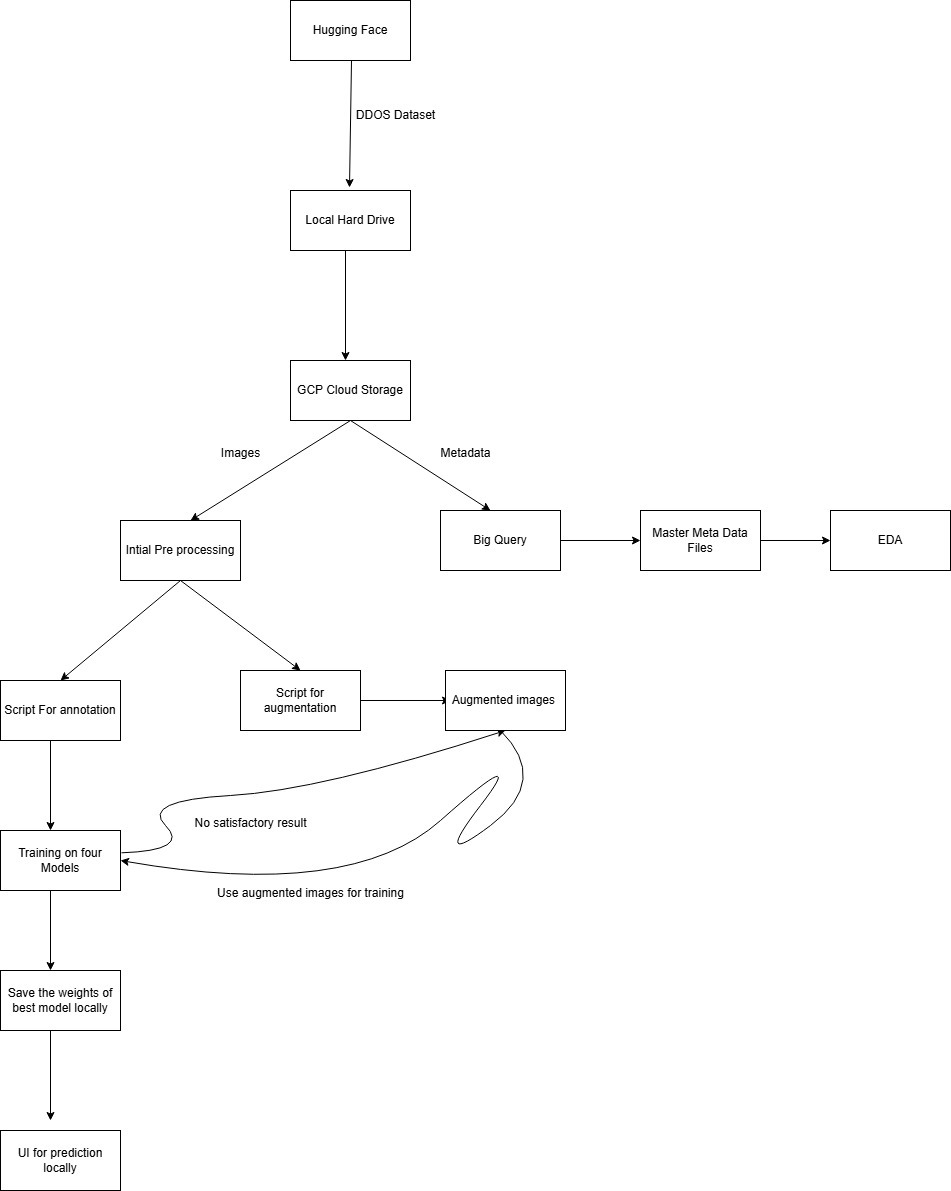 Hugging Face
DDOS Dataset
Local Hard Drive
GCP Cloud Storage
Images
Metadata
Intial Pre processing
Big Query
Master Meta Data
Files
EDA
Script For annotation
Script for
augmentation
Augmented images
No satisfactory result
Training on four
Models
Use augmented images for training
Save the weights of
best model locally
UI for prediction
locally